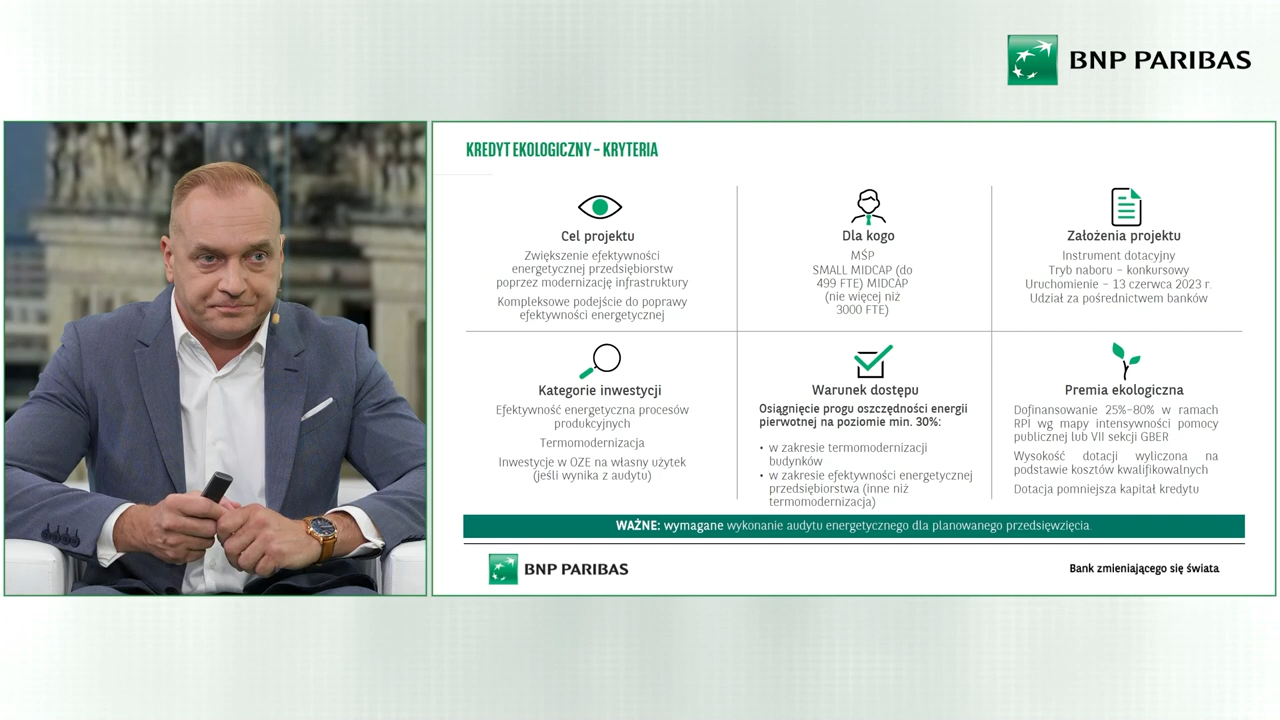 BNP PARIBAS
KREDYT EKOLOGICZNY – KRYTERIA
Cel projektu
Zwiększenie efektywności
energetycznej przedsiębiorstw
poprzez modernizację infrastruktury
Kompleksowe podejście do poprawy
efektywności energetycznej
Dla kogo
MŚP
SMALL MIDCAP (do
499 FTE) MIDCAP
(nie więcej niż
3000 FTE)
Założenia projektu
Instrument dotacyjny
Tryb naboru – konkursowy
Uruchomienie – 13 czerwca 2023 r.
Udział za pośrednictwem banków
Kategorie inwestycji
Efektywność energetyczna procesów
produkcyjnych
Termomodernizacja
Inwestycje w OZE na własny użytek
(jeśli wynika z audytu)
Warunek dostępu
Osiągnięcie progu oszczędności energii
pierwotnej na poziomie min. 30%:
• w zakresie termomodernizacji
budynków
• w zakresie efektywności energetycznej
przedsiębiorstwa (inne niż
termomodernizacja)
Premia ekologiczna
Dofinansowanie 25%–80% w ramach
RPI wg mapy intensywności pomocy
publicznej lub VII sekcji GBER
Wysokość dotacji wyliczona na
podstawie kosztów kwalifikowalnych
Dotacja pomniejsza kapitał kredytu
WAŻNE: wymagane wykonanie audytu energetycznego dla planowanego przedsięwzięcia.
BNP PARIBAS
Bank zmieniającego się świata